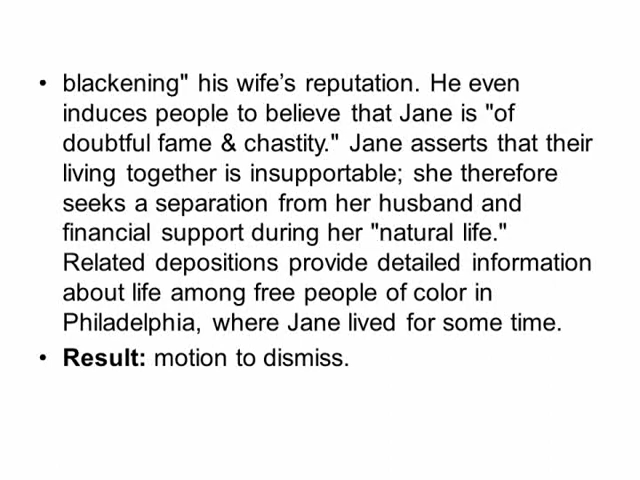 • blackening" his wife’s reputation. He even
induces people to believe that Jane is "of
doubtful fame & chastity." Jane asserts that their
living together is insupportable; she therefore
seeks a separation from her husband and
financial support during her "natural life."
Related depositions provide detailed information
about life among free people of color in
Philadelphia, where Jane lived for some time.
• Result: motion to dismiss.